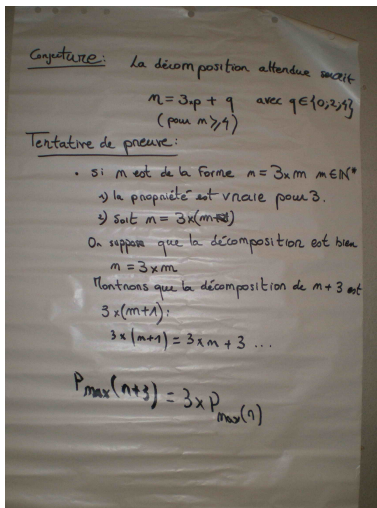 Conjecture: La décomposition attendue serait
n = 3×p + q avec q ∈ {0;2;4}
(pour n ≥ 4)
Tentative de preuve:
• Si n est de la forme n = 3×m m ∈ ℕ*
1) la propriété est vraie pour 3.
2) Soit n = 3×(m
On suppose que la décomposition est bien
n = 3×m
Montrons que la décomposition de n+3 est
3×(m+1):
3×(m+1) = 3×m + 3 ...
Pmax(n+3) = 3×Pmax(n)